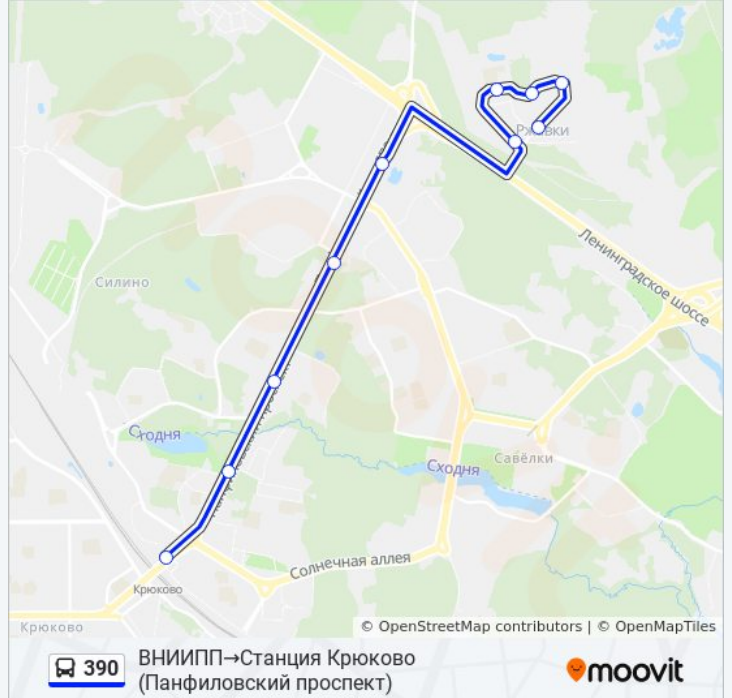 Ржавки
Ленинградское шоссе
Силино
Сходня
Савёлки
Сходня
Солнечная аллея
Крюково
Крюково
© OpenStreetMap contributors | © OpenMapTiles
390
ВНИИПП→Станция Крюково
(Панфиловский проспект)
moovit